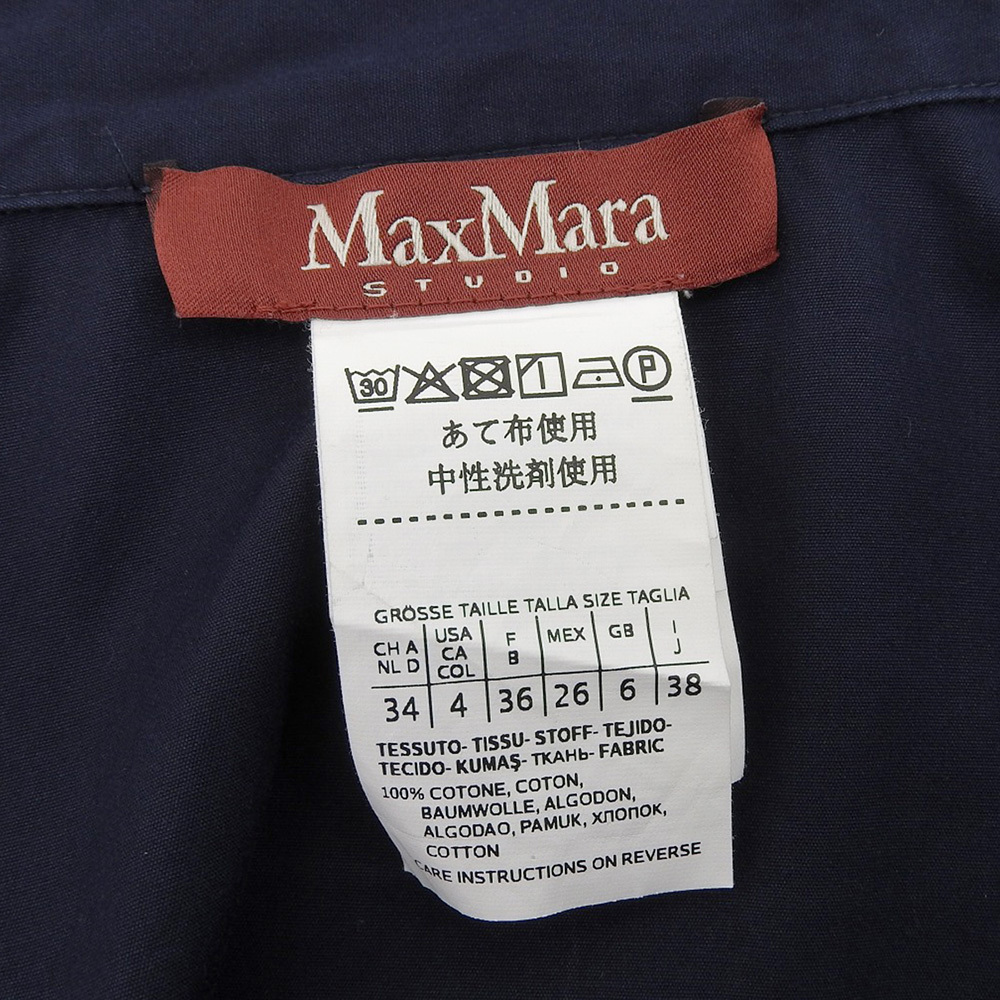 MaxMara
STUDIO
30 P
あて布使用
中性洗剤使用
GRÖSSE TAILLE TALLA SIZE TAGLIA
CH A NL D USA CA COL F B MEX GB I J
34 4 36 26 6 38
TESSUTO- TISSU- STOFF- TEJIDO-
TECIDO- KUMAŞ- ТКАНЬ- FABRIC
100% COTONE, COTON,
BAUMWOLLE, ALGODON,
ALGODAO, PAMUK, ХЛОПОК,
COTTON
CARE INSTRUCTIONS ON REVERSE